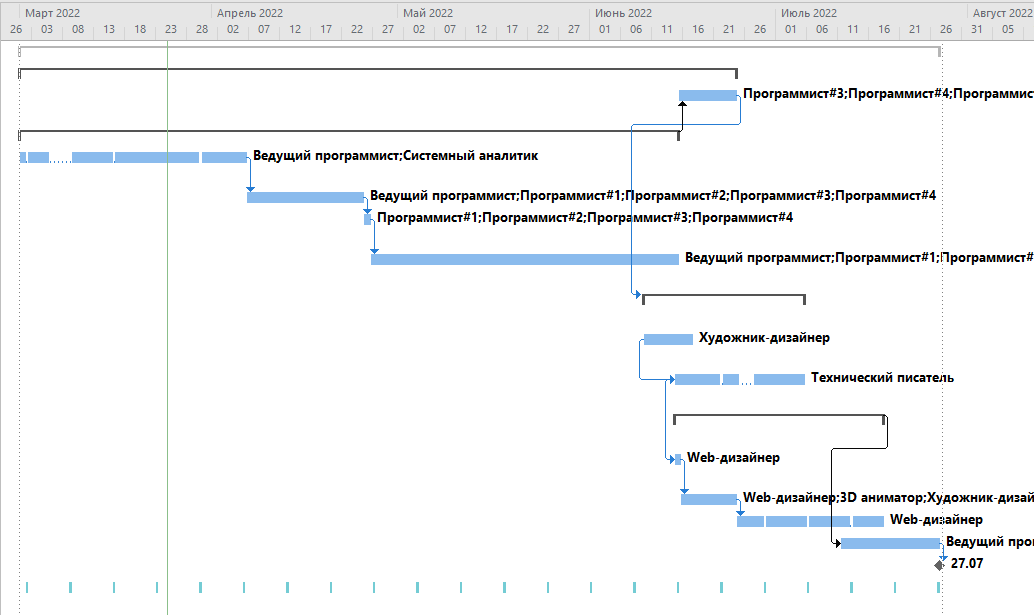 Март 2022 Апрель 2022 Май 2022 Июнь 2022 Июль 2022 Август 2022
26 03 08 13 18 23 28 02 07 12 17 22 27 02 07 12 17 22 27 01 06 11 16 21 26 01 06 11 16 21 26 31 05
Программист#3;Программист#4;Программис
Ведущий программист;Системный аналитик
Ведущий программист;Программист#1;Программист#2;Программист#3;Программист#4
Программист#1;Программист#2;Программист#3;Программист#4
Ведущий программист;Программист#1;Программист#
Художник-дизайнер
Технический писатель
Web-дизайнер
Web-дизайнер;3D аниматор;Художник-дизай
Web-дизайнер
Ведущий про
27.07